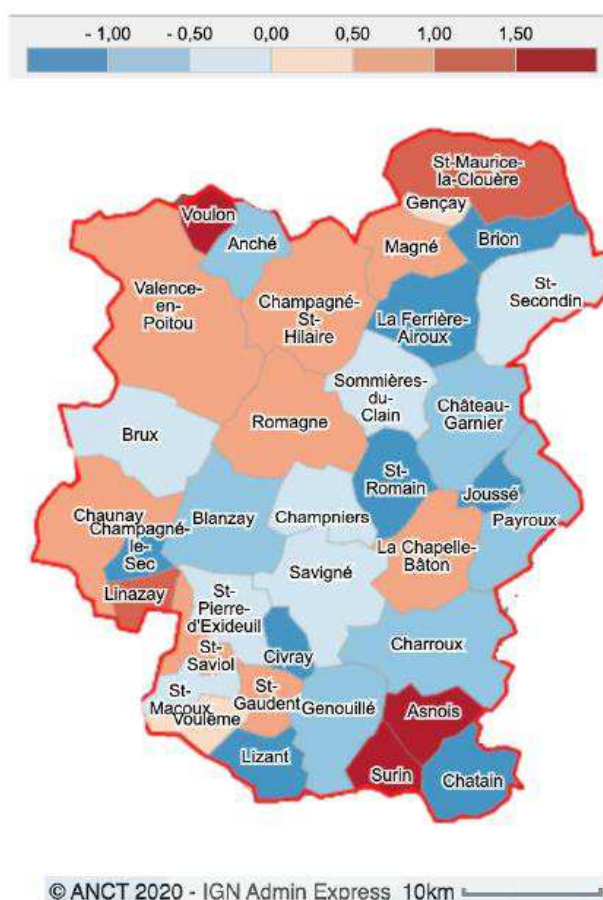 - 1,00 - 0,50 0,00 0,50 1,00 1,50
St-Maurice-
la-Clouère
Gençay
Voulon
Anché
Magné
Brion
Valence-
en-
Poitou
Champagné-
St-
Hilaire
St-
Secondin
La Ferrière-
Airoux
Sommières-
du-
Clain
Château-
Garnier
Romagne
Brux
St-
Romain
Joussé
Payroux
Chaunay
Champagné-
le-
Sec
Blanzay
Champniers
La Chapelle-
Bâton
Savigné
Linazay
St-
Pierre-
d'Exideuil
Charroux
Civray
St-
Saviol
St-
Macoux
Voulême
St-
Gaudent
Genouillé
Asnois
Lizant
Surin
Chatain
© ANCT 2020 - IGN Admin Express 10km